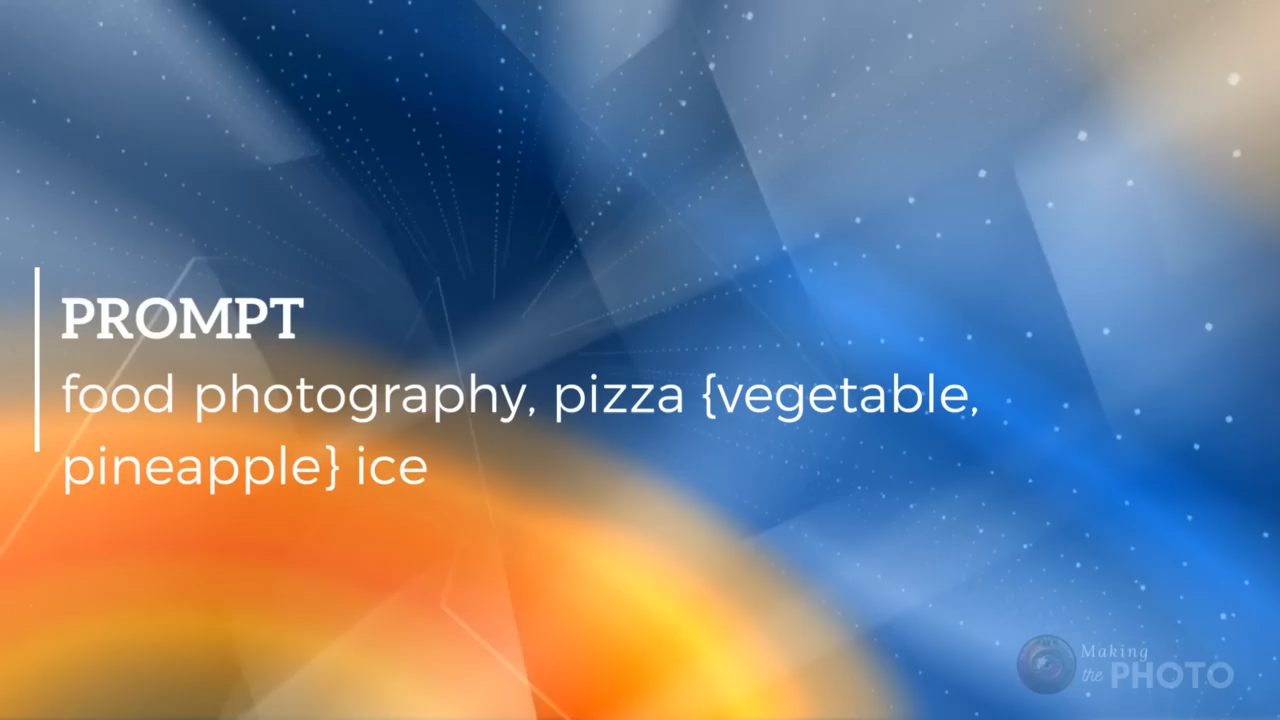 PROMPT
food photography, pizza {vegetable,
pineapple} ice
Making
the PHOTO